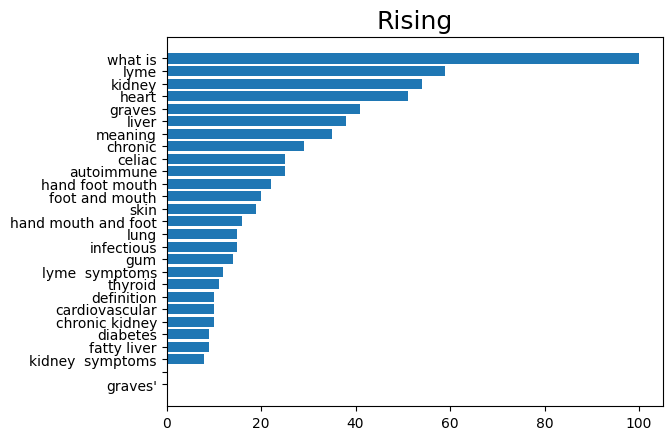 Rising
what is
lyme
kidney
heart
graves
liver
meaning
chronic
celiac
autoimmune
hand foot mouth
foot and mouth
skin
hand mouth and foot
lung
infectious
gum
lyme  symptoms
thyroid
definition
cardiovascular
chronic kidney
diabetes
fatty liver
kidney  symptoms
graves'
0 20 40 60 80 100